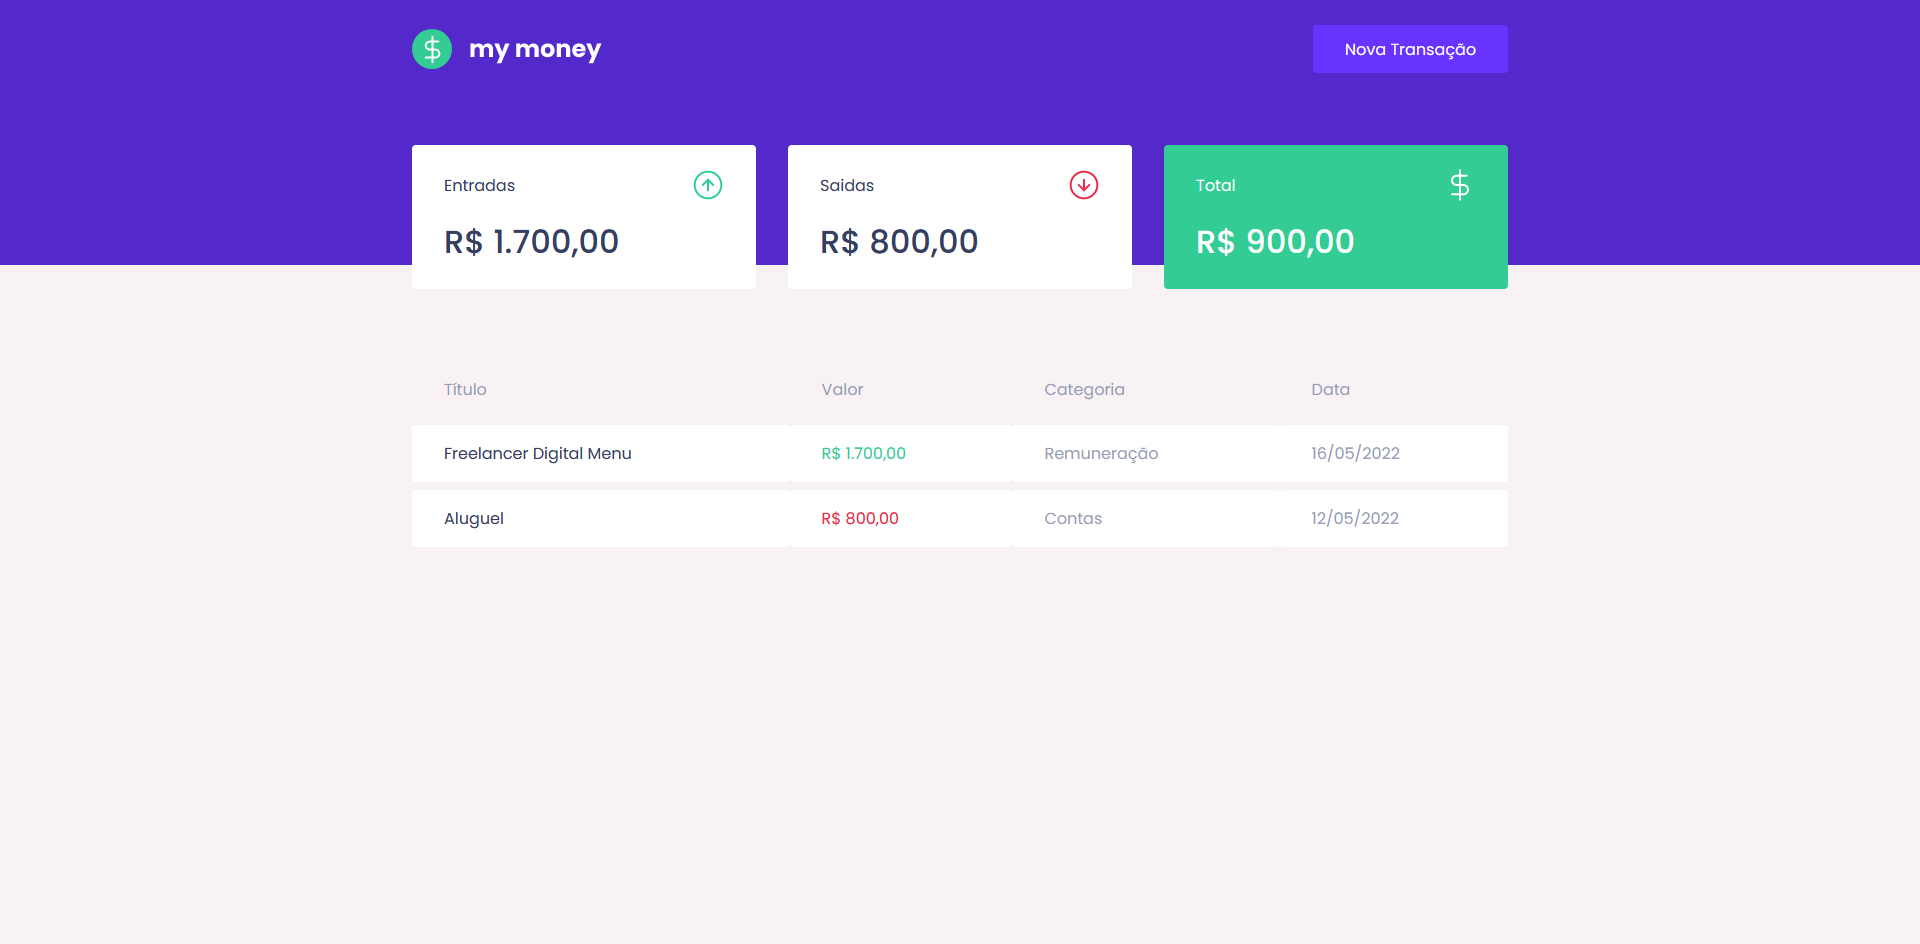 my money
Nova Transação
Entradas
R$ 1.700,00
Saidas
R$ 800,00
Total
R$ 900,00
Título Valor Categoria Data
Freelancer Digital Menu R$ 1.700,00 Remuneração 16/05/2022
Aluguel R$ 800,00 Contas 12/05/2022